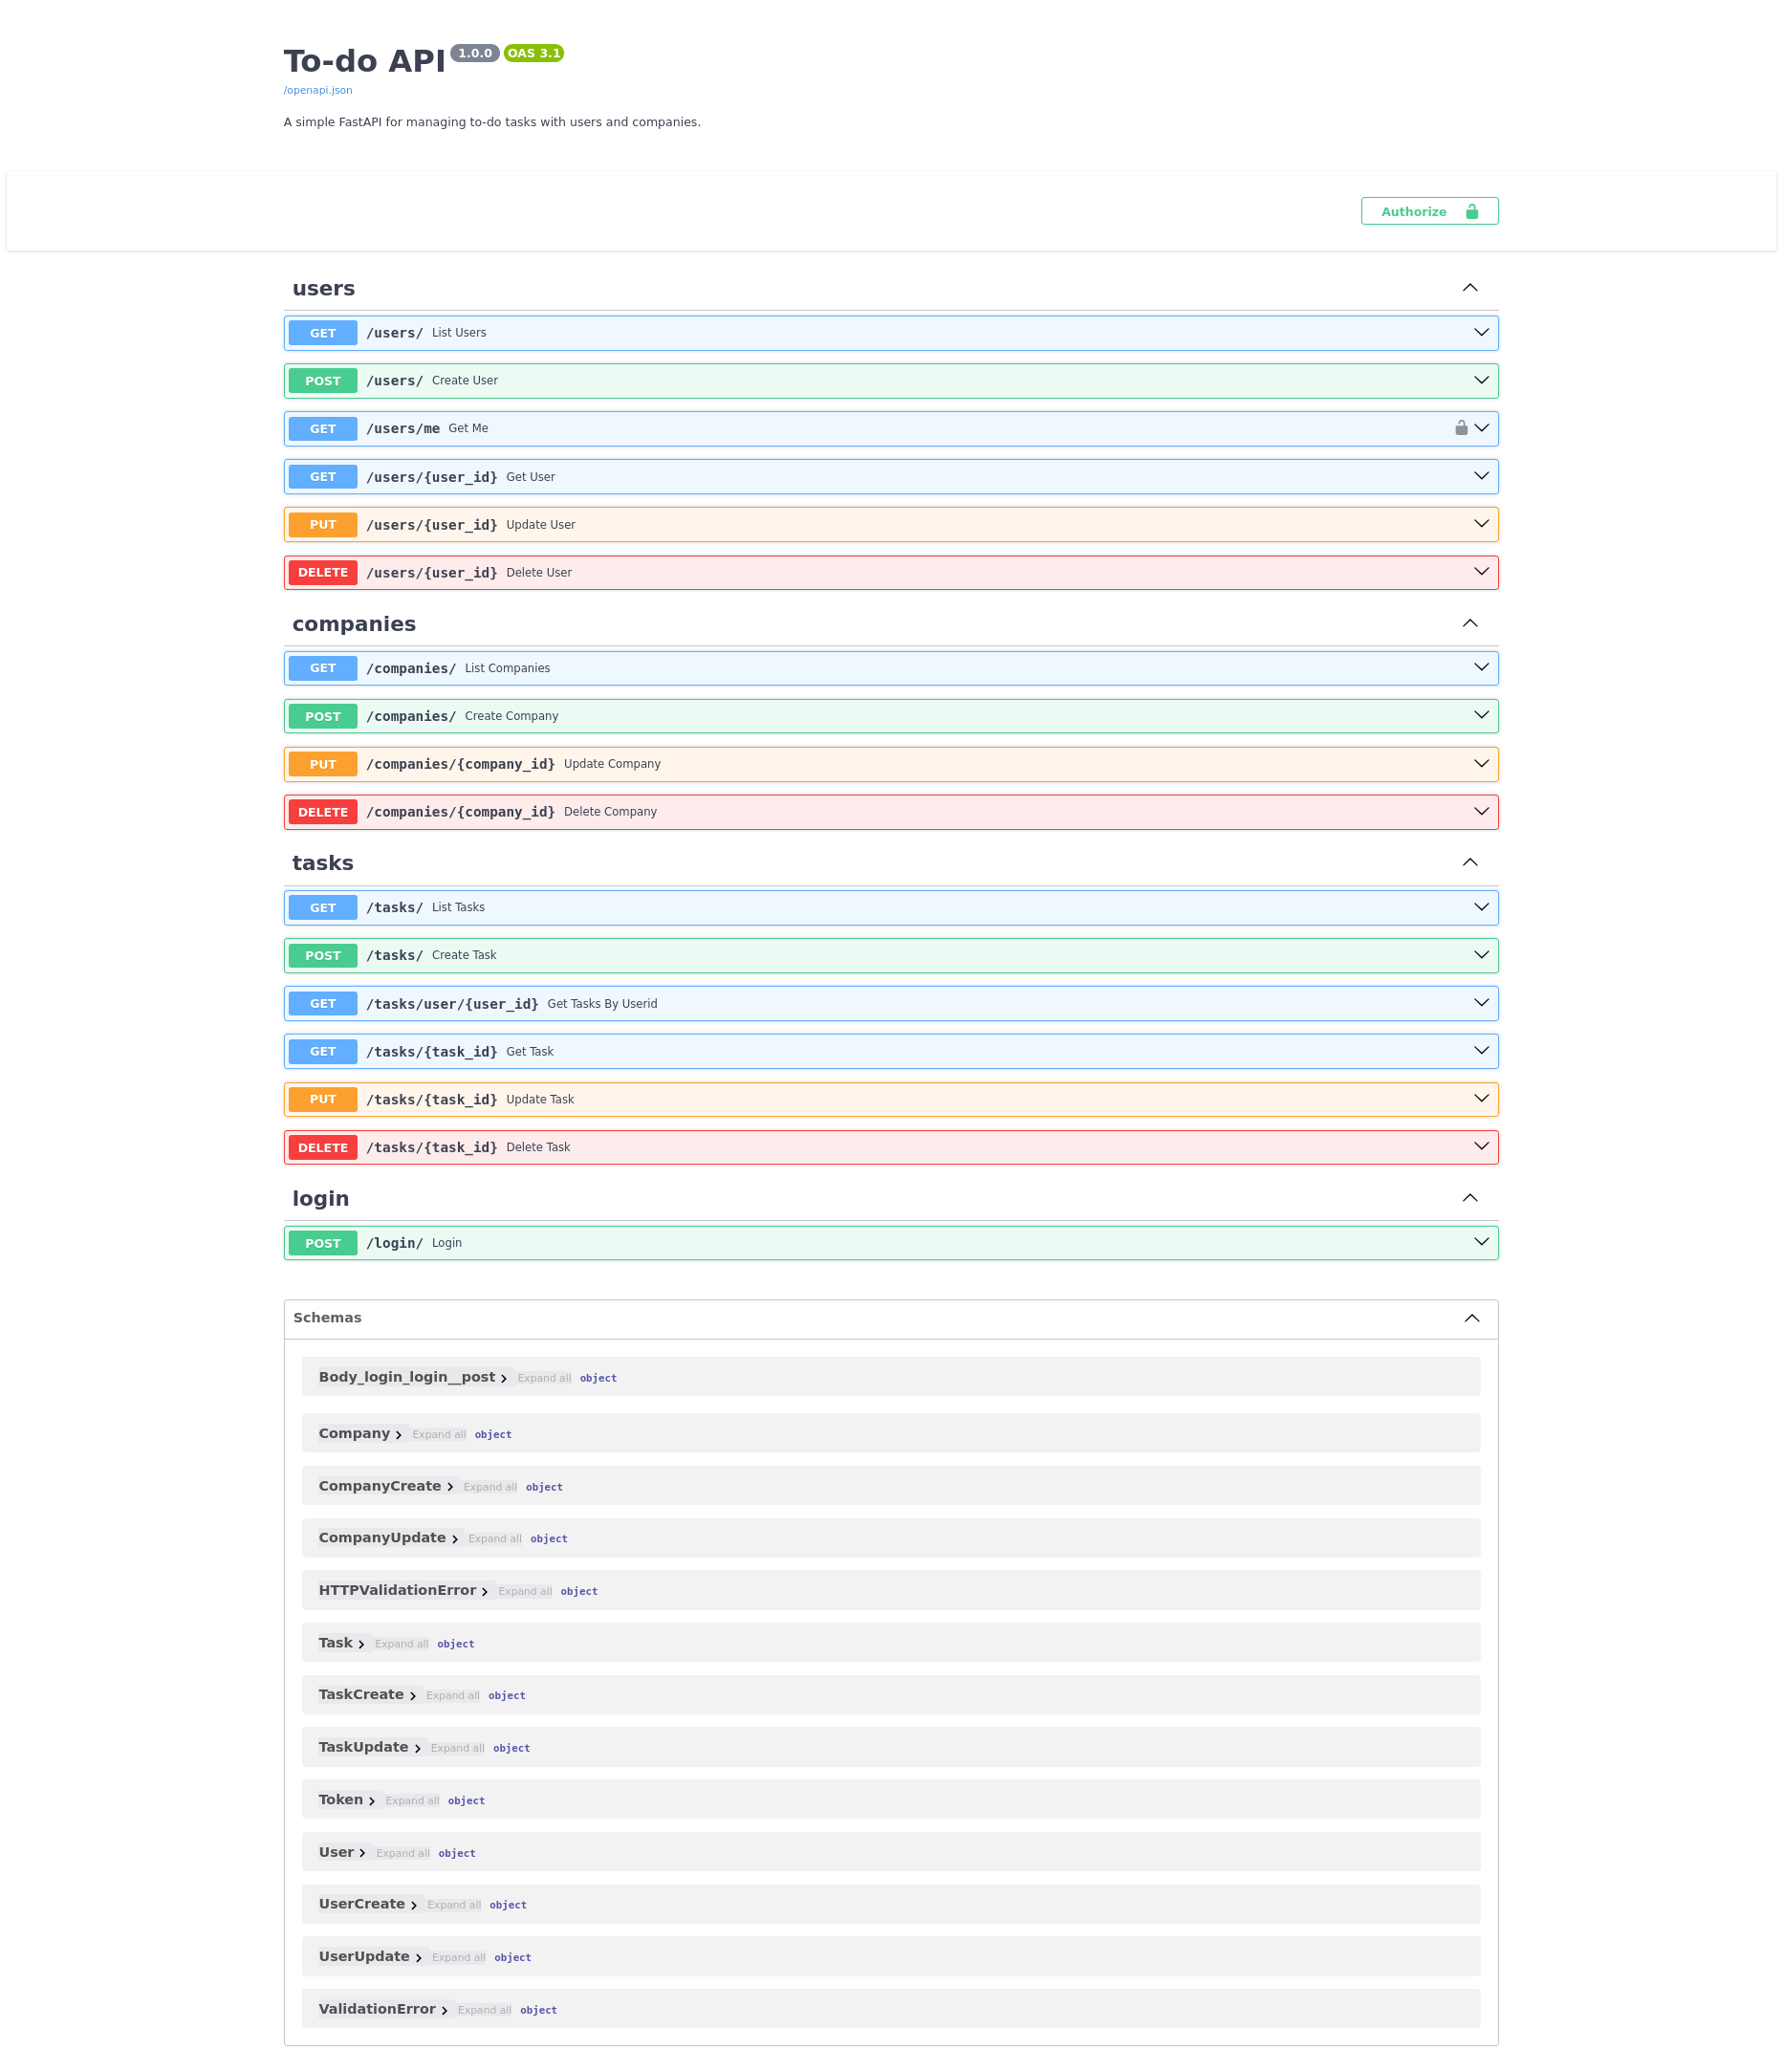 To-do API 1.0.0 OAS 3.1
/openapi.json
A simple FastAPI for managing to-do tasks with users and companies.
Authorize
users
GET /users/ List Users
POST /users/ Create User
GET /users/me Get Me
GET /users/{user_id} Get User
PUT /users/{user_id} Update User
DELETE /users/{user_id} Delete User
companies
GET /companies/ List Companies
POST /companies/ Create Company
PUT /companies/{company_id} Update Company
DELETE /companies/{company_id} Delete Company
tasks
GET /tasks/ List Tasks
POST /tasks/ Create Task
GET /tasks/user/{user_id} Get Tasks By Userid
GET /tasks/{task_id} Get Task
PUT /tasks/{task_id} Update Task
DELETE /tasks/{task_id} Delete Task
login
POST /login/ Login
Schemas
Body_login_login__post Expand all object
Company Expand all object
CompanyCreate Expand all object
CompanyUpdate Expand all object
HTTPValidationError Expand all object
Task Expand all object
TaskCreate Expand all object
TaskUpdate Expand all object
Token Expand all object
User Expand all object
UserCreate Expand all object
UserUpdate Expand all object
ValidationError Expand all object